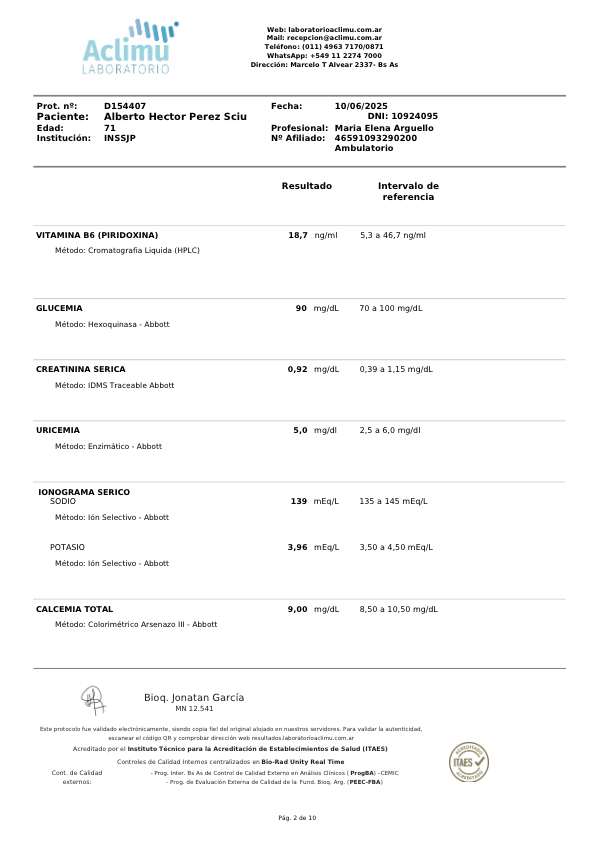 Aclimu
LABORATORIO
Web: laboratorioaclimu.com.ar
Mail: recepcion@aclimu.com.ar
Teléfono: (011) 4963 7170/0871
WhatsApp: +549 11 2274 7000
Dirección: Marcelo T Alvear 2337- Bs As
Prot. nº: D154407 Fecha: 10/06/2025
Paciente: Alberto Hector Perez Sciu DNI: 10924095
Edad: 71 Profesional: Maria Elena Arguello
Institución: INSSJP Nº Afiliado: 46591093290200
Ambulatorio
Resultado Intervalo de
referencia
VITAMINA B6 (PIRIDOXINA) 18,7 ng/ml 5,3 a 46,7 ng/ml
Método: Cromatografia Liquida (HPLC)
GLUCEMIA 90 mg/dL 70 a 100 mg/dL
Método: Hexoquinasa - Abbott
CREATININA SERICA 0,92 mg/dL 0,39 a 1,15 mg/dL
Método: IDMS Traceable Abbott
URICEMIA 5,0 mg/dl 2,5 a 6,0 mg/dl
Método: Enzimático - Abbott
IONOGRAMA SERICO
SODIO 139 mEq/L 135 a 145 mEq/L
Método: Ión Selectivo - Abbott
POTASIO 3,96 mEq/L 3,50 a 4,50 mEq/L
Método: Ión Selectivo - Abbott
CALCEMIA TOTAL 9,00 mg/dL 8,50 a 10,50 mg/dL
Método: Colorimétrico Arsenazo III - Abbott
Bioq. Jonatan García
MN 12.541
Este protocolo fue validado electrónicamente, siendo copia fiel del original alojado en nuestros servidores. Para validar la autenticidad,
escanear el código QR y comprobar dirección web resultados.laboratorioaclimu.com.ar
Acreditado por el Instituto Técnico para la Acreditación de Establecimientos de Salud (ITAES)
Controles de Calidad Internos centralizados en Bio-Rad Unity Real Time
Cont. de Calidad externos:
- Prog. Inter. Bs As de Control de Calidad Externo en Análisis Clínicos ( ProgBA) –CEMIC
- Prog. de Evaluación Externa de Calidad de la Fund. Bioq. Arg. (PEEC-FBA)
ACREDITADO
ITAES
ACREDITADO
Pág. 2 de 10